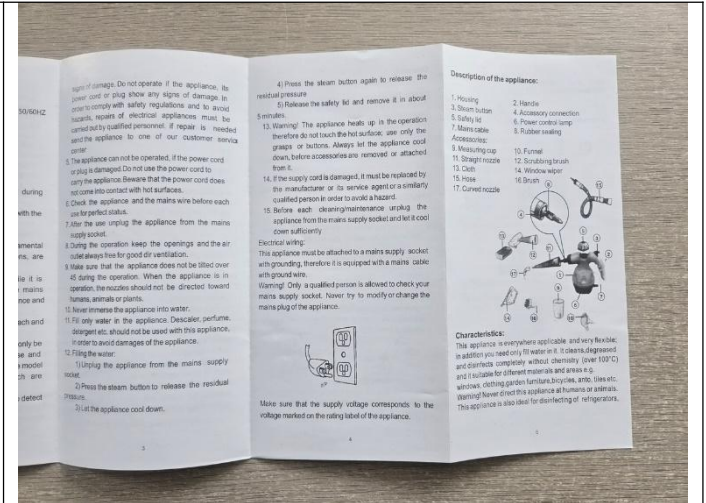 50/60HZ
during
with the
amental
ns, are
ile it is
mains
nce and
ach and
only be
se and
model
ch are
detect
signs of damage. Do not operate if the appliance, its
power cord or plug show any signs of damage. In
order to comply with safety regulations and to avoid
hazards, repairs of electrical appliances must be
carried out by qualified personnel. If repair is needed
send the appliance to one of our customer service
center
5. The appliance can not be operated, if the power cord
or plug is damaged.Do not use the power cord to
carry the appliance.Beware that the power cord does
not come into contact with hot surfaces.
6. Check the appliance and the mains wire before each
use for perfect status.
7. After the use unplug the appliance from the mains
supply socket.
8. During the operation keep the openings and the air
outlet always free for good dir ventilation.
9. Make sure that the appliance does not be tilted over
45 during the operation. When the appliance is in
operation, the nozzles should not be directed toward
humans, animals or plants.
10. Never immerse the appliance into water.
11. Fill only water in the appliance. Descaler, perfume,
detergent etc. should not be used with this appliance,
in order to avoid damages of the appliance.
12. Filling the water:
1) Unplug the appliance from the mains supply
socket.
2) Press the steam button to release the residual
pressure.
3) Let the appliance cool down.
3
4) Press the steam button again to release the
residual pressure
5) Release the safety lid and remove it in about
5 minutes.
13. Warning! The appliance heats up in the operation
therefore do not touch the hot surface; use only the
grasps or buttons. Always let the appliance cool
down, before accessories are removed or attached
from it.
14. If the supply cord is damaged, it must be replaced by
the manufacturer or its service agent or a similarly
qualified person in order to avoid a hazard.
15. Before each cleaning/maintenance unplug the
appliance from the mains supply socket and let it cool
down sufficiently
Electrical wiring:
This appliance must be attached to a mains supply socket
with grounding, therefore it is equipped with a mains cable
with ground wire.
Warning! Only a qualified person is allowed to check your
mains supply socket. Never try to modify or change the
mains plug of the appliance.
Make sure that the supply voltage corresponds to the
voltage marked on the rating label of the appliance.
4
Description of the appliance:
1. Housing 2. Handle
3. Steam button 4. Accessory connection
5. Safety lid 6. Power control lamp
7. Mains cable 8. Rubber sealing
Accessories:
9. Measuring cup 10. Funnel
11. Straight nozzle 12. Scrubbing brush
13. Cloth 14. Window wiper
15. Hose 16. Brush
17. Curved nozzle
Characteristics:
This appliance is everywhere applicable and very flexible;
in addition you need only fill water in it. It cleans,degreased
and disinfects completely without chemistry (over 100°C)
and it suitable for different materials and areas e.g.
windows, clothing,garden furniture,bicycles, anto, tiles etc.
Warning! Never direct this appliance at humans or animals.
This appliance is also ideal for disinfecting of refrigerators,
5